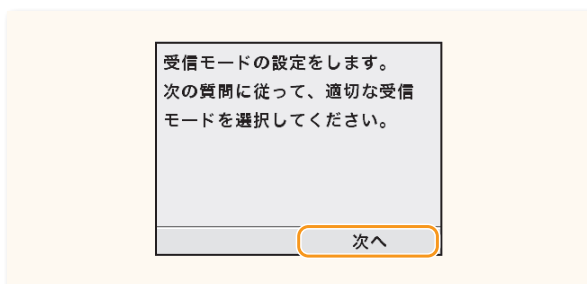 受信モードの設定をします。
次の質問に従って、適切な受信
モードを選択してください。
次へ